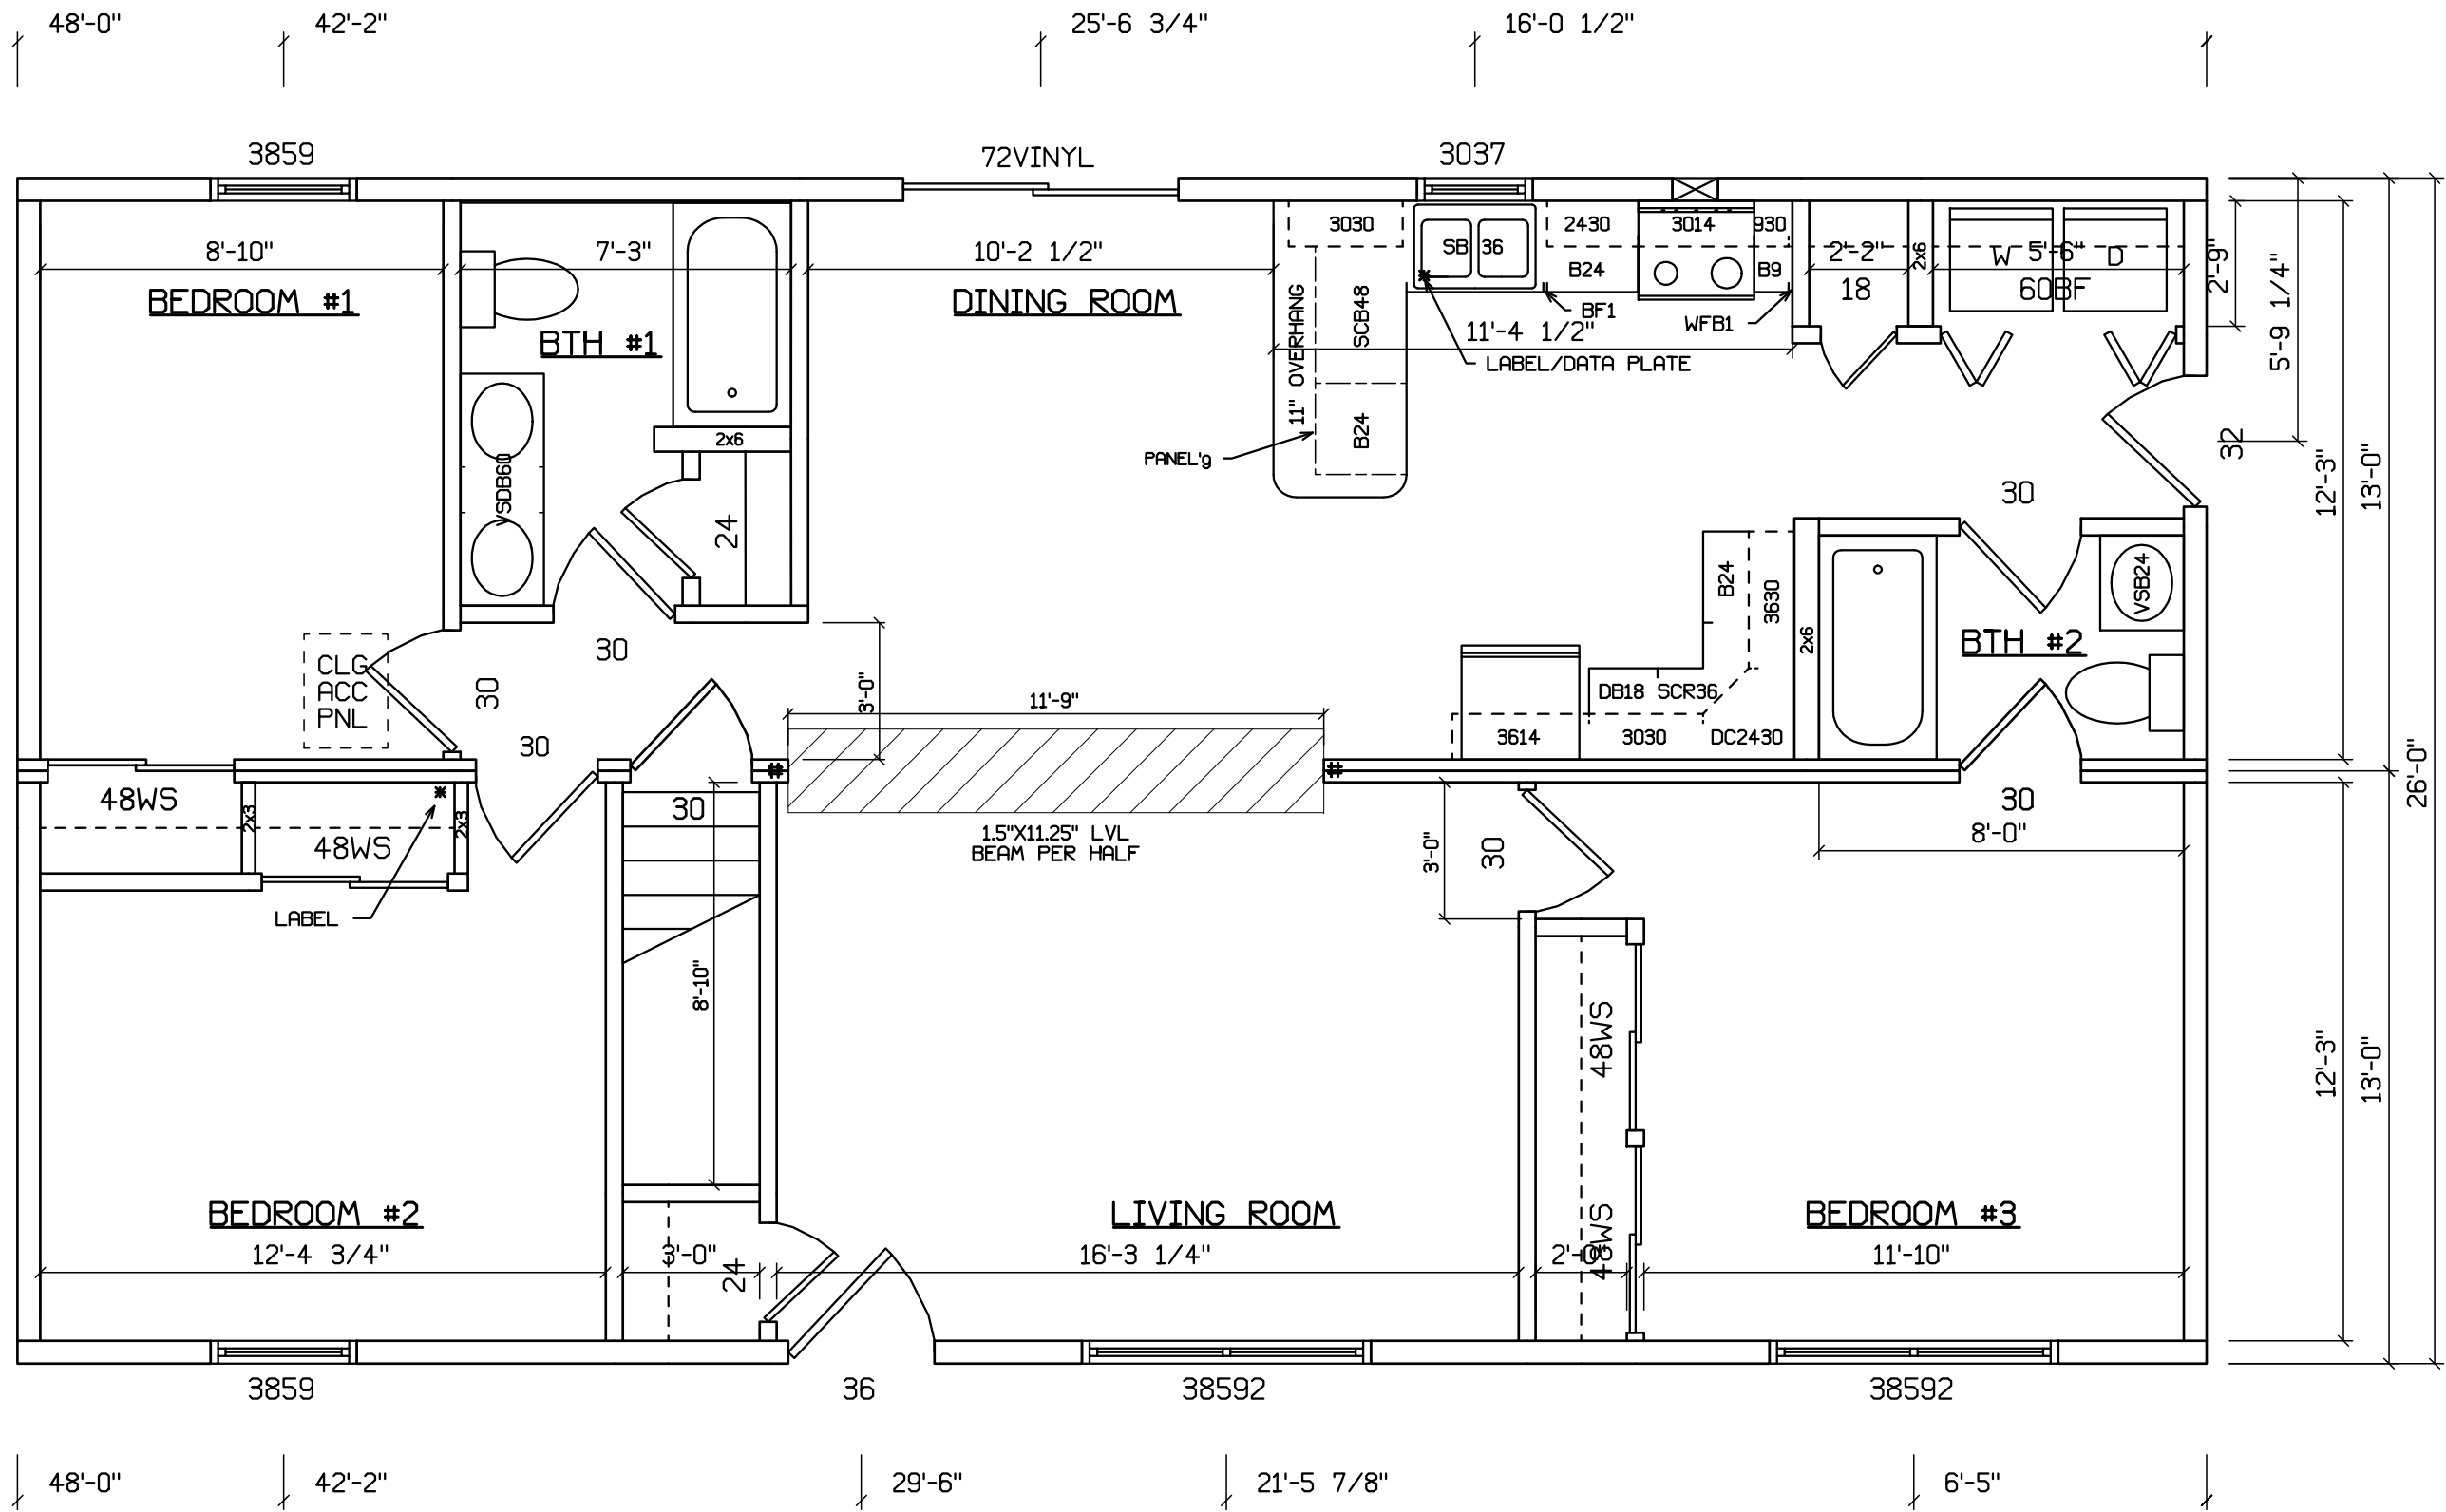 48'-0"
42'-2"
25'-6 3/4"
16'-0 1/2"
3859
72VINYL
3037
8'-10"
7'-3"
10'-2 1/2"
3030
SB 36
2430
3014
930
B24
B9
2'-2"
2x6
W
5'-6"
D
60BF
18
2'-9"
5'-9 1/4"
BEDROOM #1
BTH #1
DINING ROOM
11" OVERHANG
SCB48
BF1
WFB1
11'-4 1/2"
LABEL/DATA PLATE
B24
PANEL'g
2x6
VSDB60
24
32
30
12'-3"
13'-0"
B24
3630
2x6
VSB24
BTH #2
30
CLG
ACC
PNL
30
30
3'-0"
11'-9"
DB18
SCR36
3614
3030
DC2430
26'-0"
#
#
48WS
2x3
*
2x3
48WS
30
1.5"X11.25" LVL
BEAM PER HALF
3'-0"
30
30
8'-0"
LABEL
8'-10"
48WS
12'-3"
13'-0"
BEDROOM #2
LIVING ROOM
48WS
BEDROOM #3
12'-4 3/4"
3'-0"
24
16'-3 1/4"
2'-0"
11'-10"
3859
36
38592
38592
48'-0"
42'-2"
29'-6"
21'-5 7/8"
6'-5"